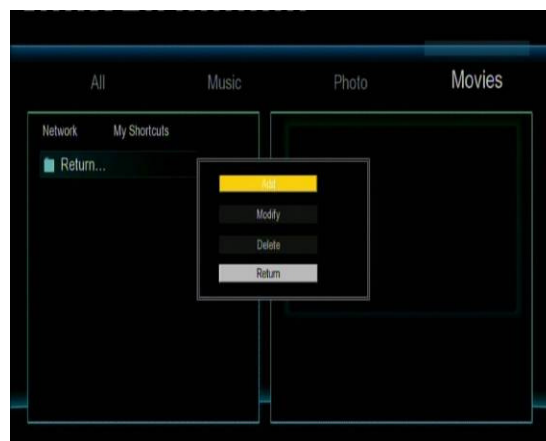 All Music Photo Movies
Network My Shortcuts
Return...
Add
Modify
Delete
Return